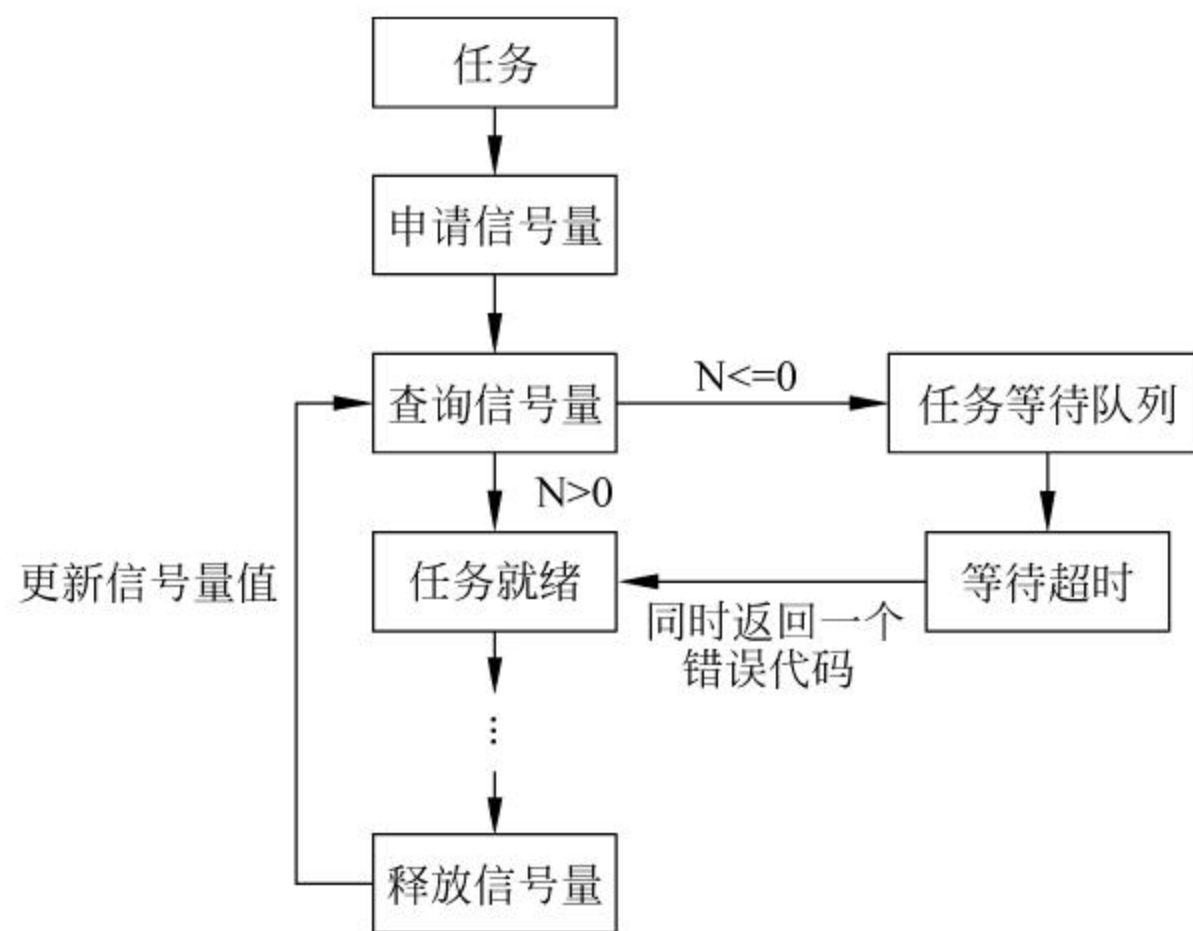 任务
申请信号量
查询信号量
N<=0
任务等待队列
N>0
更新信号量值
任务就绪
等待超时
同时返回一个
错误代码
⋮
释放信号量